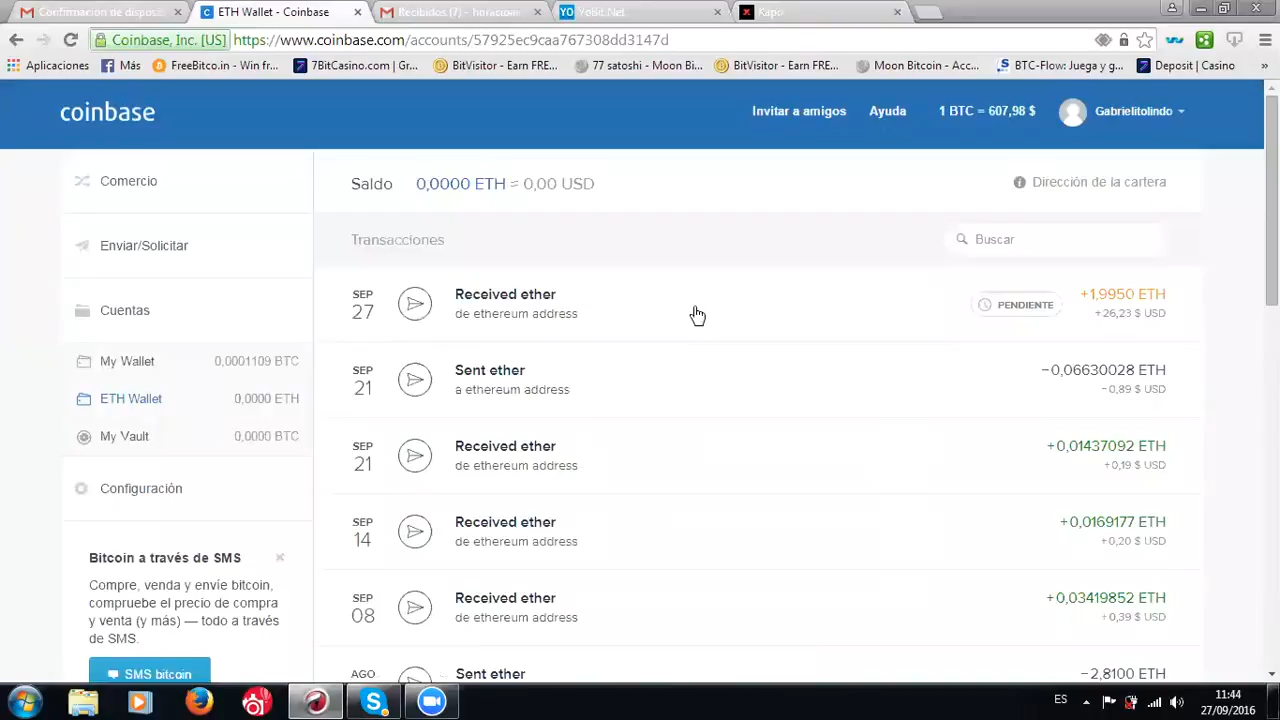 Confirmación de deposit
ETH Wallet - Coinbase
Recibidos (7) - horacioem
YoBit.Net
Xapo
Coinbase, Inc. [US]
https://www.coinbase.com/accounts/57925ec9caa767308dd3147d
Aplicaciones
Más
FreeBitco.in - Win fr...
7BitCasino.com | Gr...
BitVisitor - Earn FRE...
77 satoshi - Moon Bi...
BitVisitor - Earn FRE...
Moon Bitcoin - Acc...
BTC-Flow: Juega y g...
Deposit | Casino
»
coinbase
Invitar a amigos
Ayuda
1 BTC = 607,98 $
Gabrielitolindo
Comercio
Enviar/Solicitar
Cuentas
My Wallet 0,0001109 BTC
ETH Wallet 0,0000 ETH
My Vault 0,0000 BTC
Configuración
Bitcoin a través de SMS
Compre, venda y envíe bitcoin,
compruebe el precio de compra
y venta (y más) — todo a través
de SMS.
SMS bitcoin
Saldo 0,0000 ETH = 0,00 USD
Dirección de la cartera
Transacciones
Buscar
SEP
27
Received ether
de ethereum address
PENDIENTE
+1,9950 ETH
+26,23 $ USD
SEP
21
Sent ether
a ethereum address
−0,06630028 ETH
−0,89 $ USD
SEP
21
Received ether
de ethereum address
+0,01437092 ETH
+0,19 $ USD
SEP
14
Received ether
de ethereum address
+0,0169177 ETH
+0,20 $ USD
SEP
08
Received ether
de ethereum address
+0,03419852 ETH
+0,39 $ USD
AGO
Sent ether
−2,8100 ETH
ES
11:44
27/09/2016